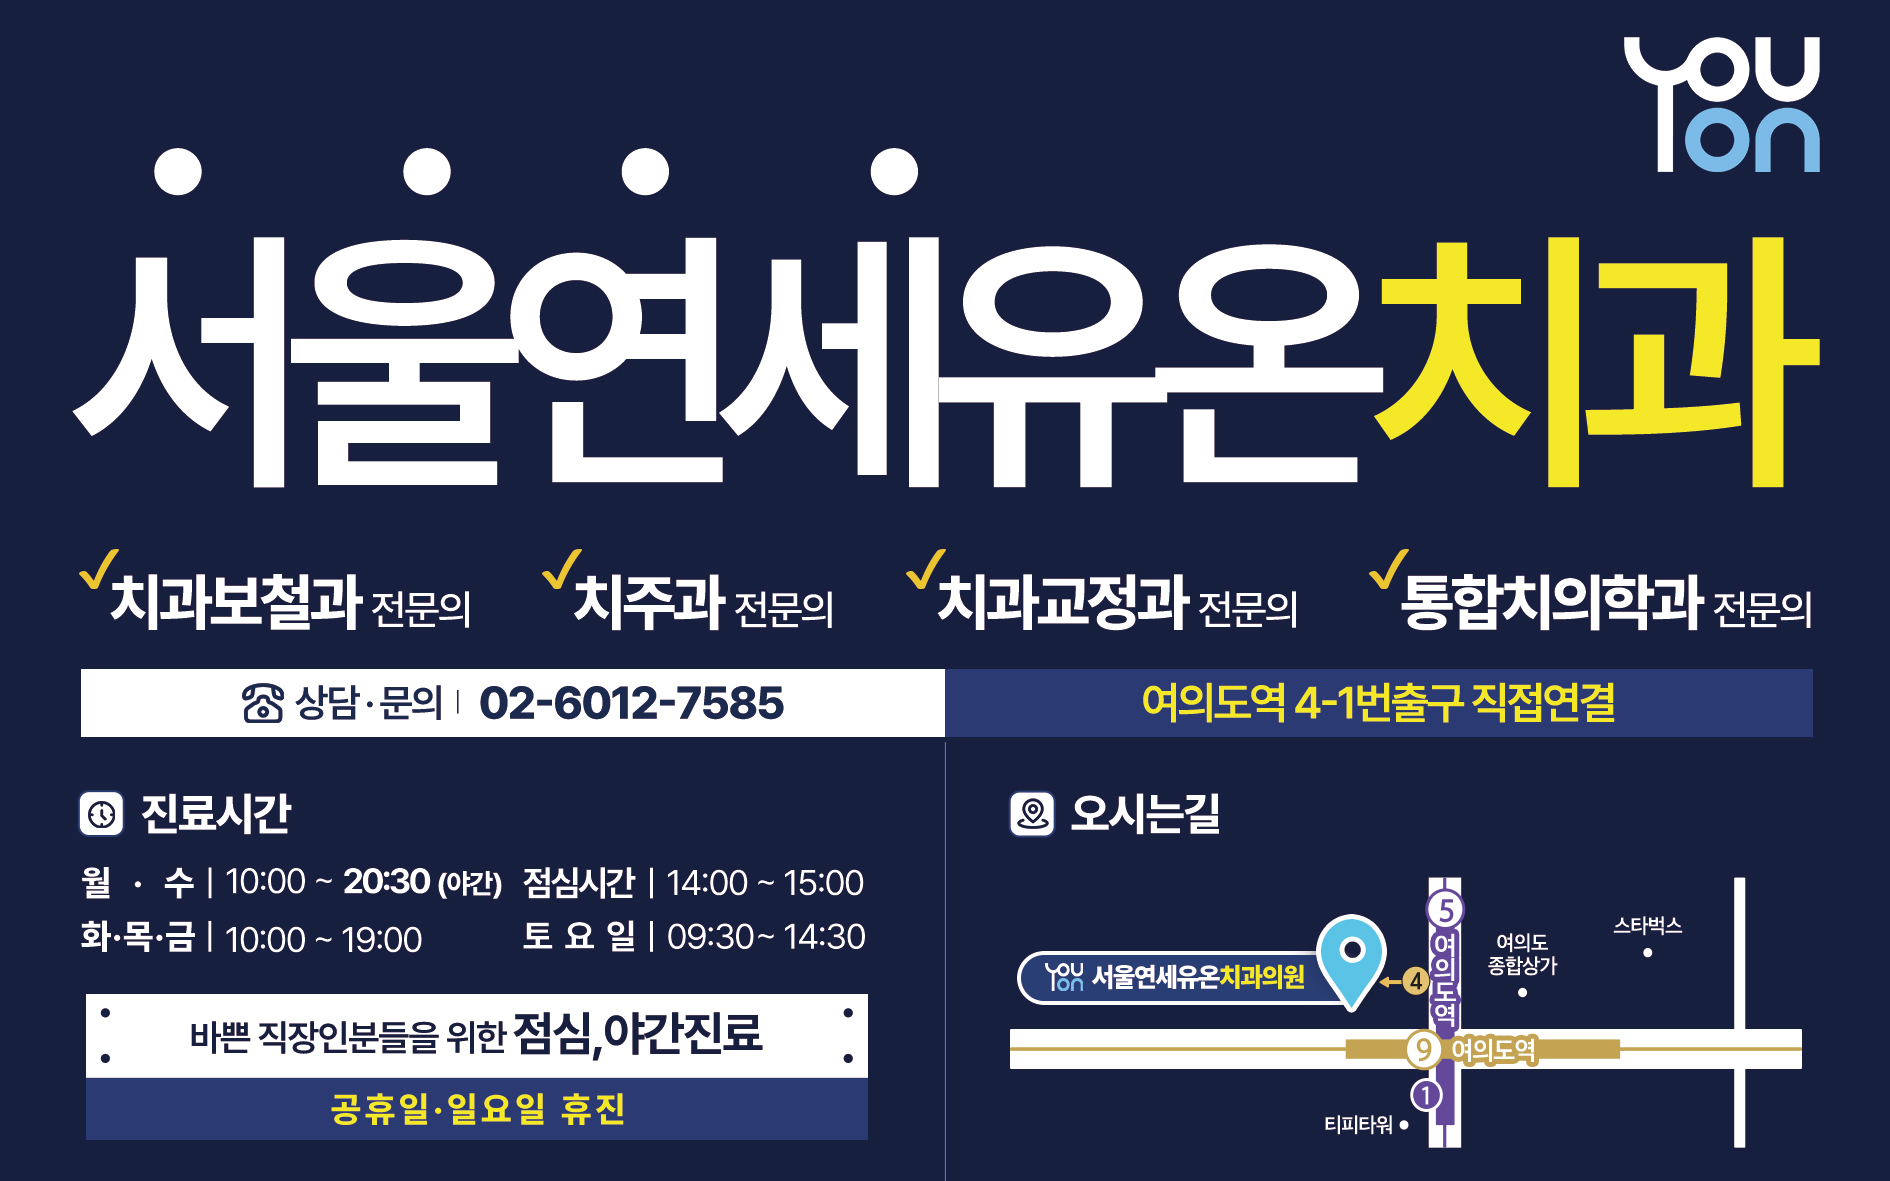 YOU
on
서울연세유온치과
치과보철과 전문의
치주과 전문의
치과교정과 전문의
통합치의학과 전문의
상담·문의 | 02-6012-7585
여의도역 4-1번출구 직접연결
진료시간
월 · 수 | 10:00 ~ 20:30 (야간)
점심시간 | 14:00 ~ 15:00
화·목·금 | 10:00 ~ 19:00
토 요 일 | 09:30~ 14:30
바쁜 직장인분들을 위한 점심,야간진료
공휴일·일요일 휴진
오시는길
5
여의도역
스타벅스
여의도
종합상가
YOU
on
서울연세유온치과의원
4
9 여의도역
1
티피타워